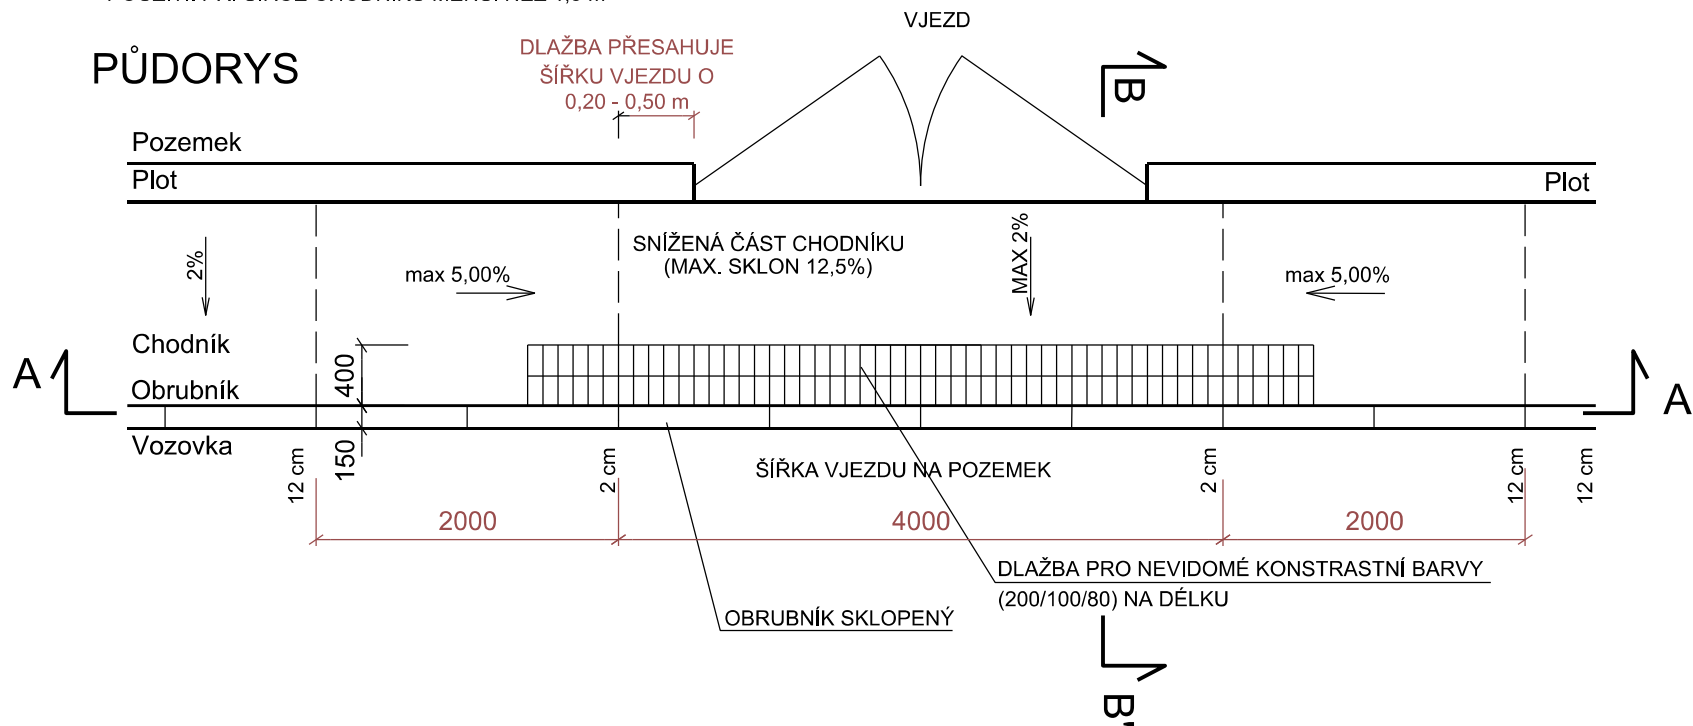 PŮDORYS
VJEZD
DLAŽBA PŘESAHUJE
ŠÍŘKU VJEZDU O
0,20 - 0,50 m
B
Pozemek
Plot
Plot
2%
max 5,00%
SNÍŽENÁ ČÁST CHODNÍKU
(MAX. SKLON 12,5%)
MAX 2%
max 5,00%
Chodník
400
A
Obrubník
A
Vozovka
150
12 cm
2 cm
ŠÍŘKA VJEZDU NA POZEMEK
2 cm
12 cm
12 cm
2000
4000
2000
DLAŽBA PRO NEVIDOMÉ KONSTRASTNÍ BARVY
(200/100/80) NA DÉLKU
OBRUBNÍK SKLOPENÝ
B'